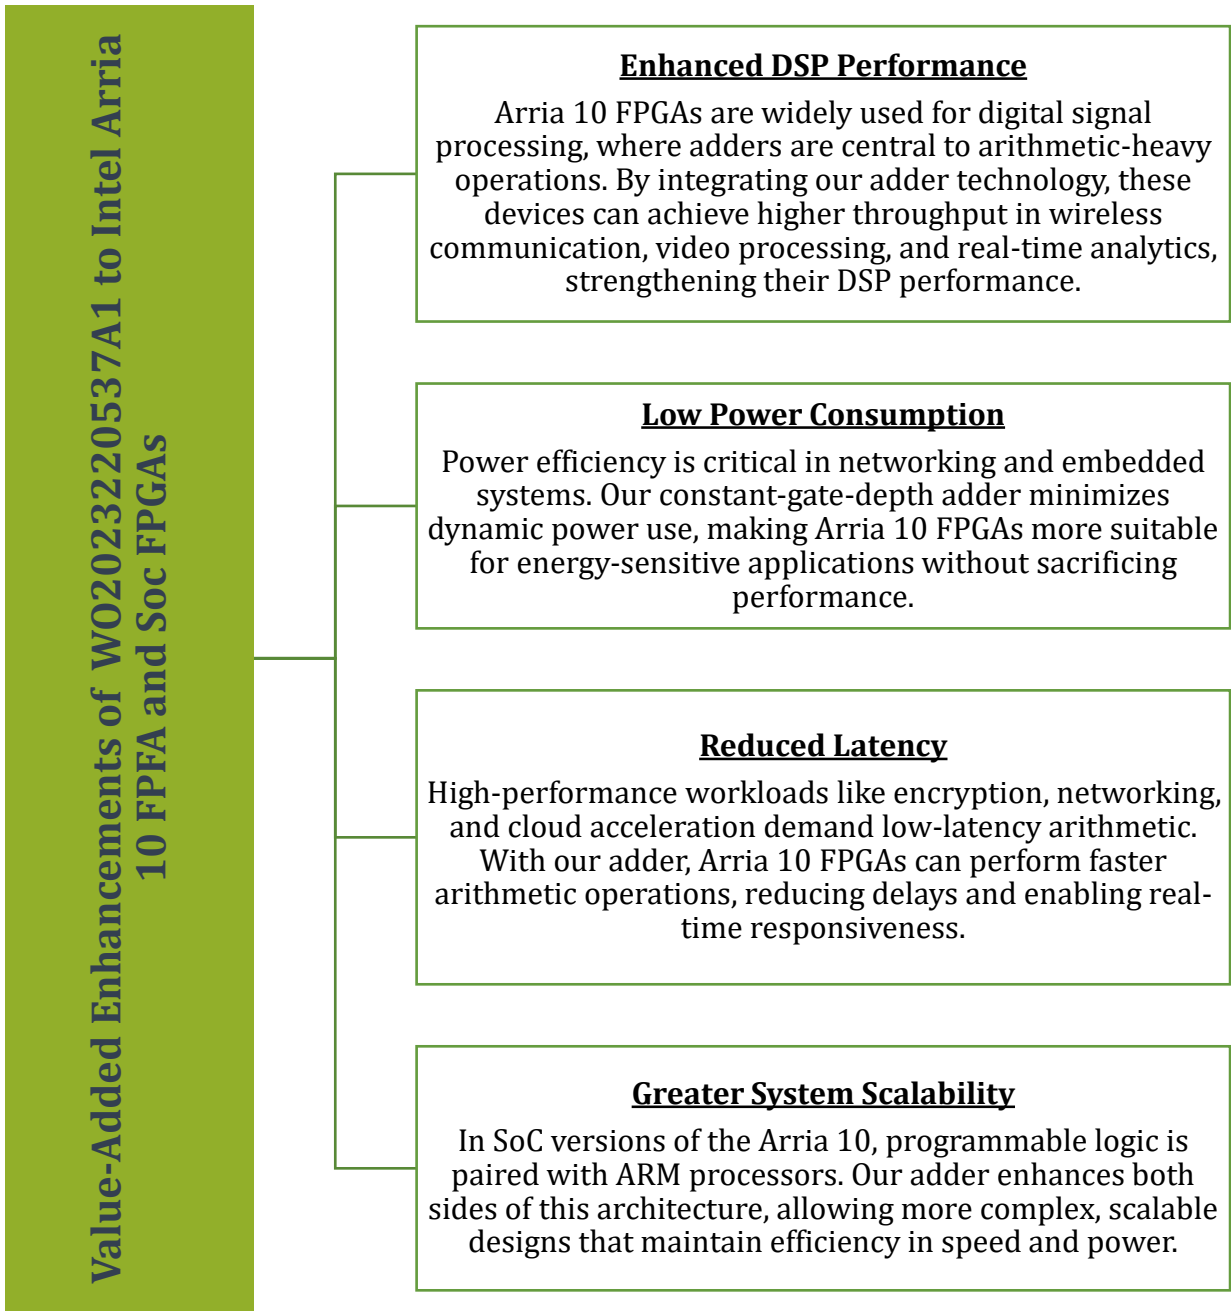 Value-Added Enhancements of WO2023220537A1 to Intel Arria
10 FPFA and Soc FPGAs
Enhanced DSP Performance
Arria 10 FPGAs are widely used for digital signal
processing, where adders are central to arithmetic-heavy
operations. By integrating our adder technology, these
devices can achieve higher throughput in wireless
communication, video processing, and real-time analytics,
strengthening their DSP performance.
Low Power Consumption
Power efficiency is critical in networking and embedded
systems. Our constant-gate-depth adder minimizes
dynamic power use, making Arria 10 FPGAs more suitable
for energy-sensitive applications without sacrificing
performance.
Reduced Latency
High-performance workloads like encryption, networking,
and cloud acceleration demand low-latency arithmetic.
With our adder, Arria 10 FPGAs can perform faster
arithmetic operations, reducing delays and enabling real-
time responsiveness.
Greater System Scalability
In SoC versions of the Arria 10, programmable logic is
paired with ARM processors. Our adder enhances both
sides of this architecture, allowing more complex, scalable
designs that maintain efficiency in speed and power.